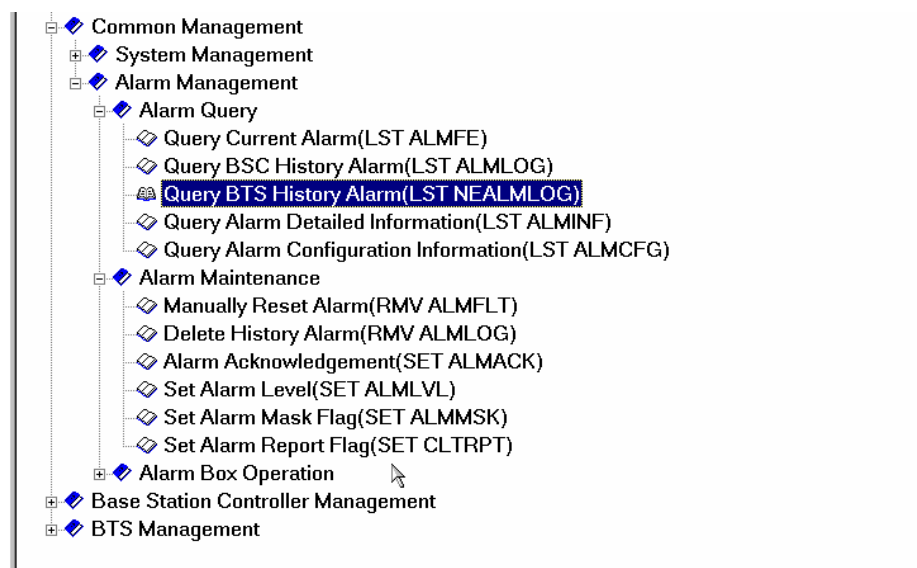 Common Management
System Management
Alarm Management
Alarm Query
Query Current Alarm(LST ALMFE)
Query BSC History Alarm(LST ALMLOG)
Query BTS History Alarm(LST NEALMLOG)
Query Alarm Detailed Information(LST ALMINF)
Query Alarm Configuration Information(LST ALMCFG)
Alarm Maintenance
Manually Reset Alarm(RMV ALMFLT)
Delete History Alarm(RMV ALMLOG)
Alarm Acknowledgement(SET ALMACK)
Set Alarm Level(SET ALMLVL)
Set Alarm Mask Flag(SET ALMMSK)
Set Alarm Report Flag(SET CLTRPT)
Alarm Box Operation
Base Station Controller Management
BTS Management